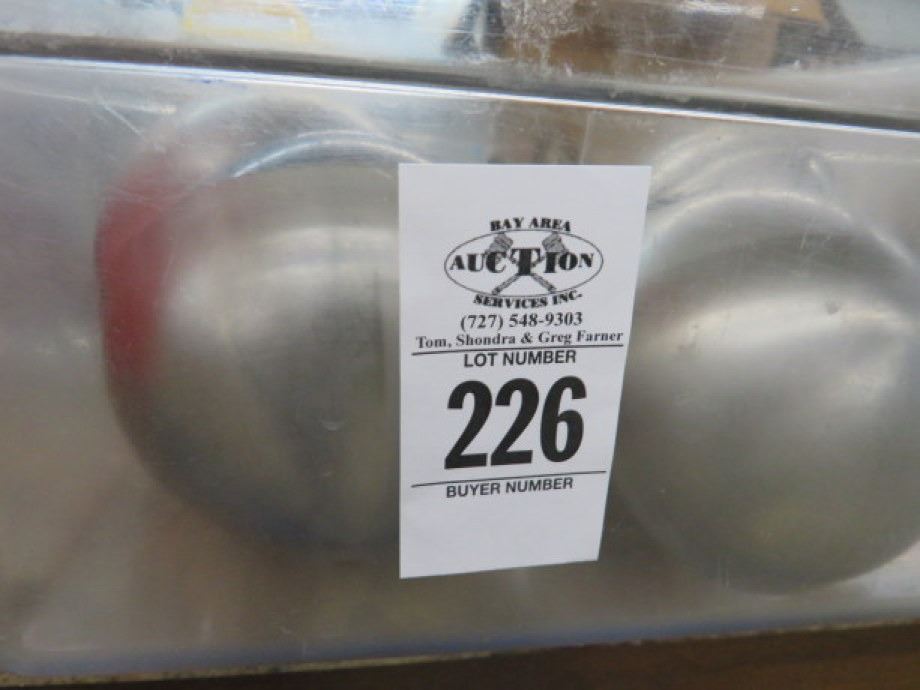 BAY AREA
AUCTION
SERVICES INC.
(727) 548-9303
Tom, Shondra & Greg Farner
LOT NUMBER
226
BUYER NUMBER